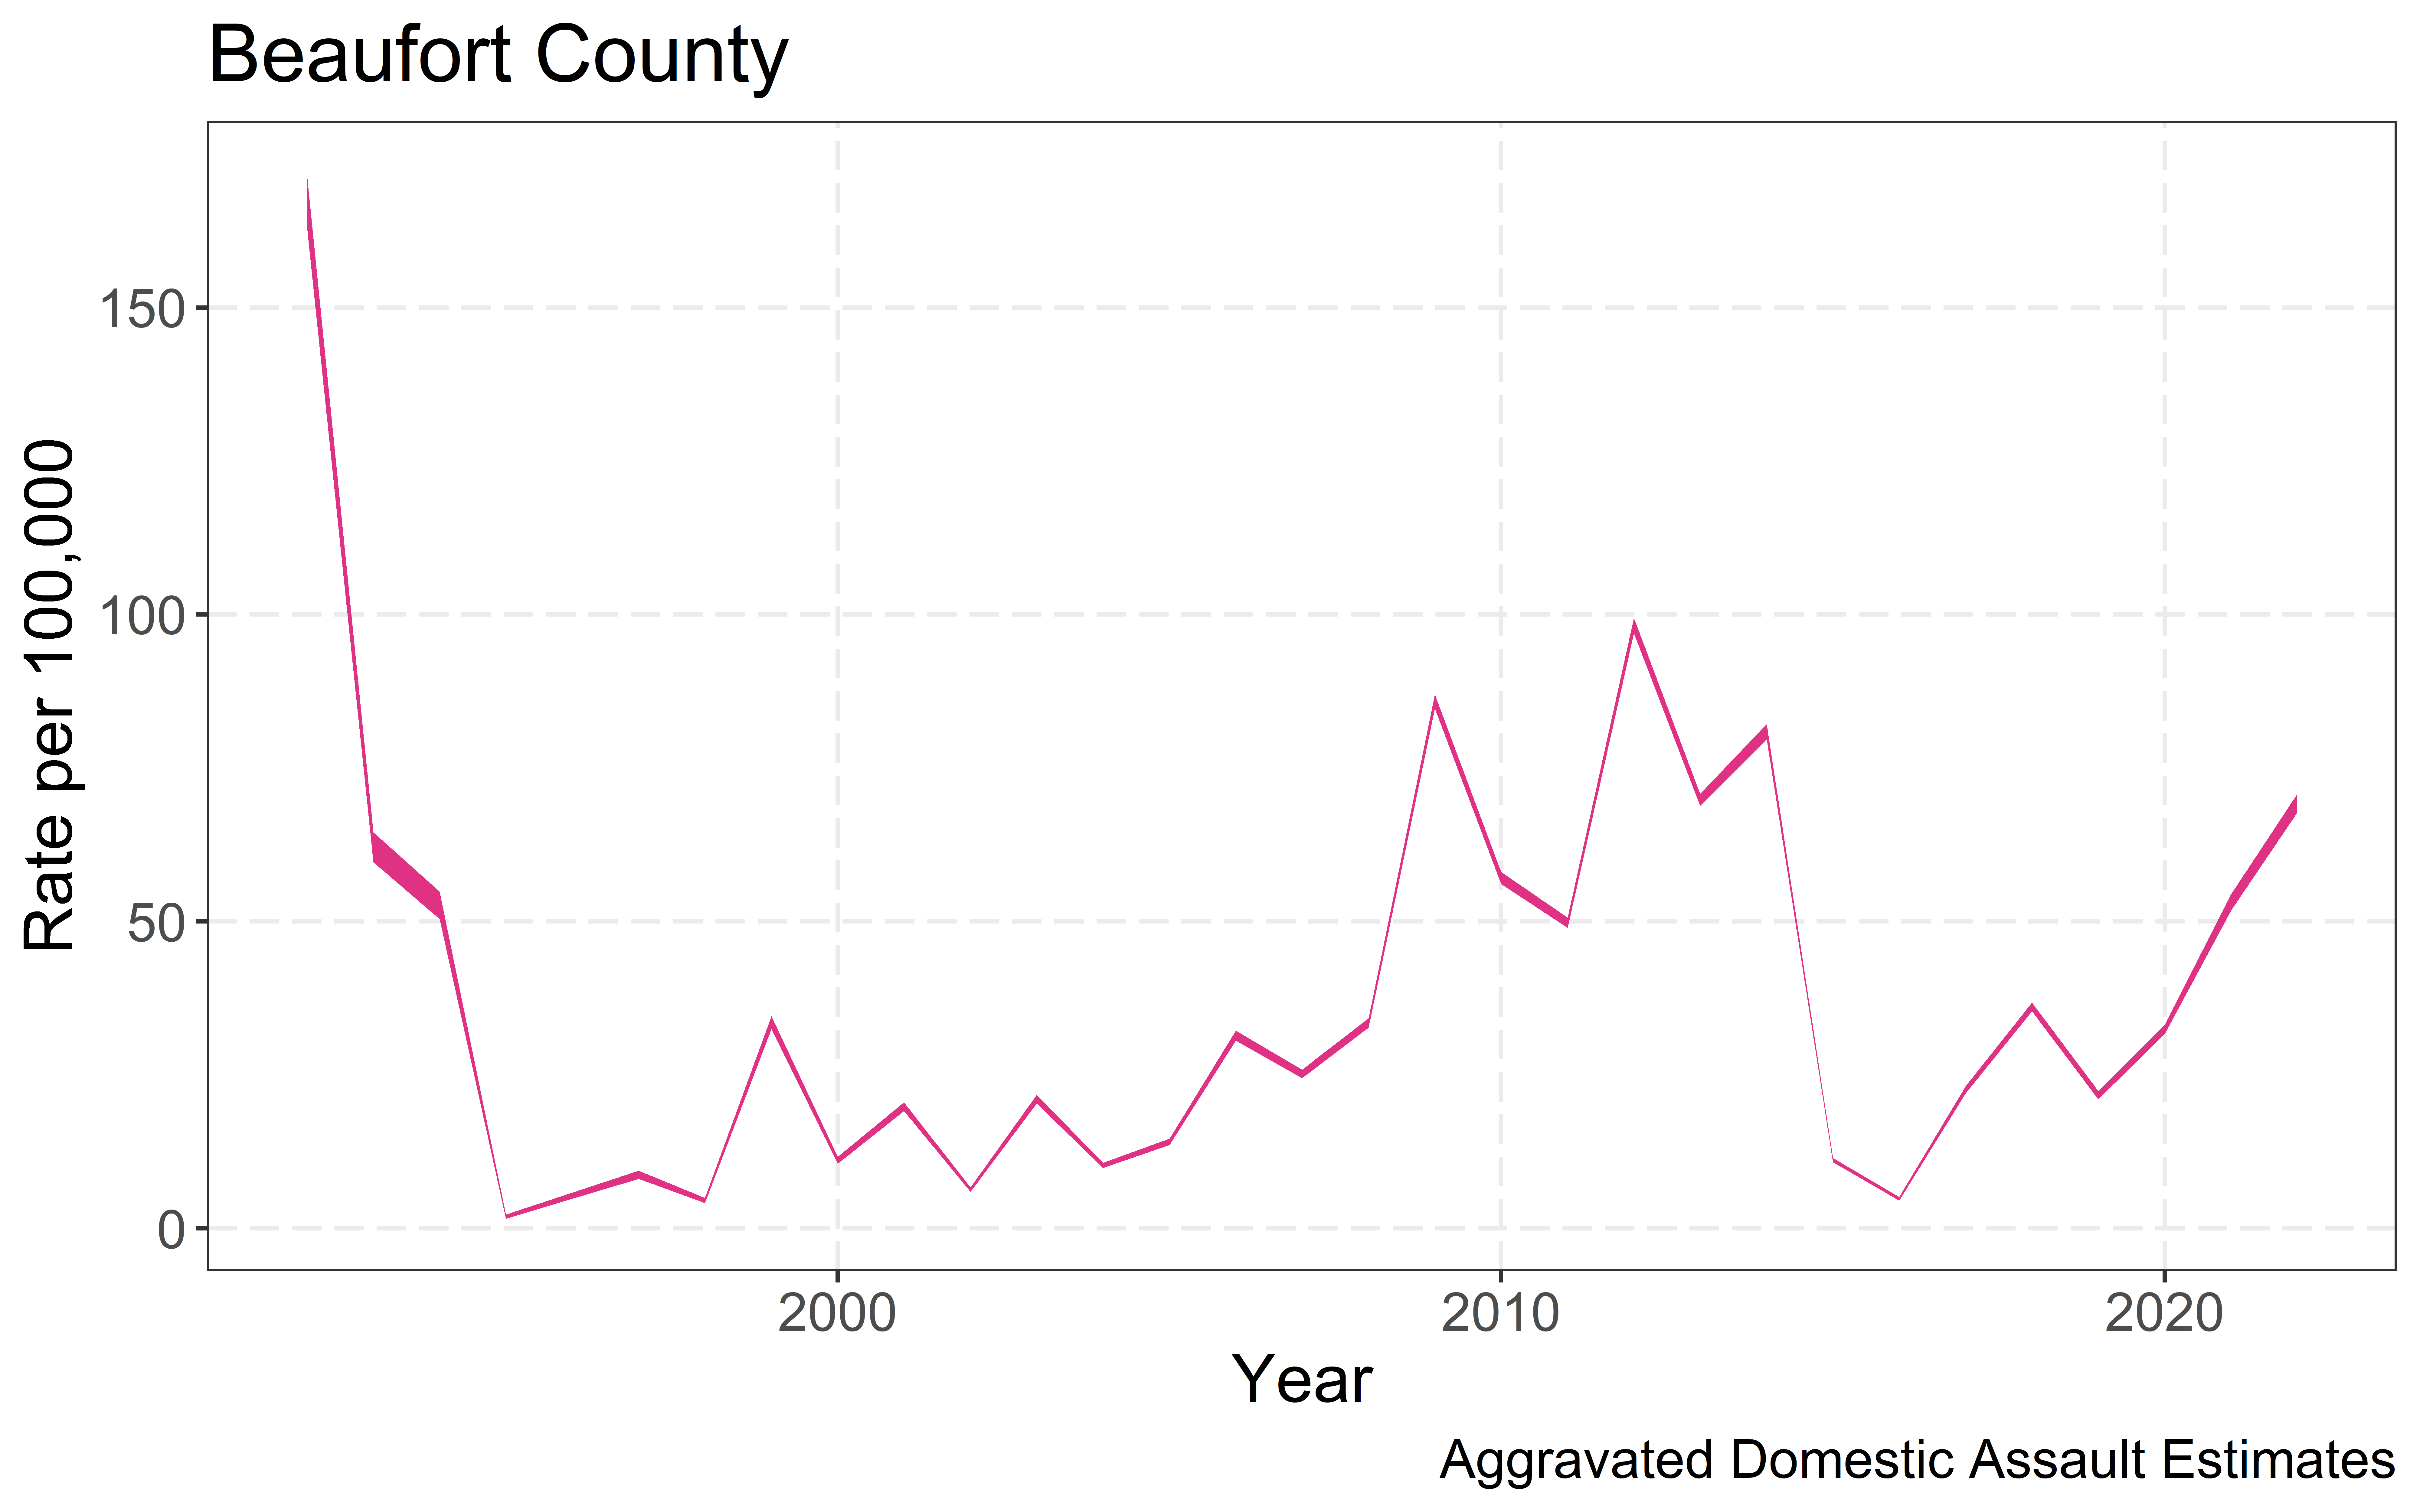 Beaufort County
Rate per 100,000
150
100
50
0
2000 2010 2020
Year
Aggravated Domestic Assault Estimates